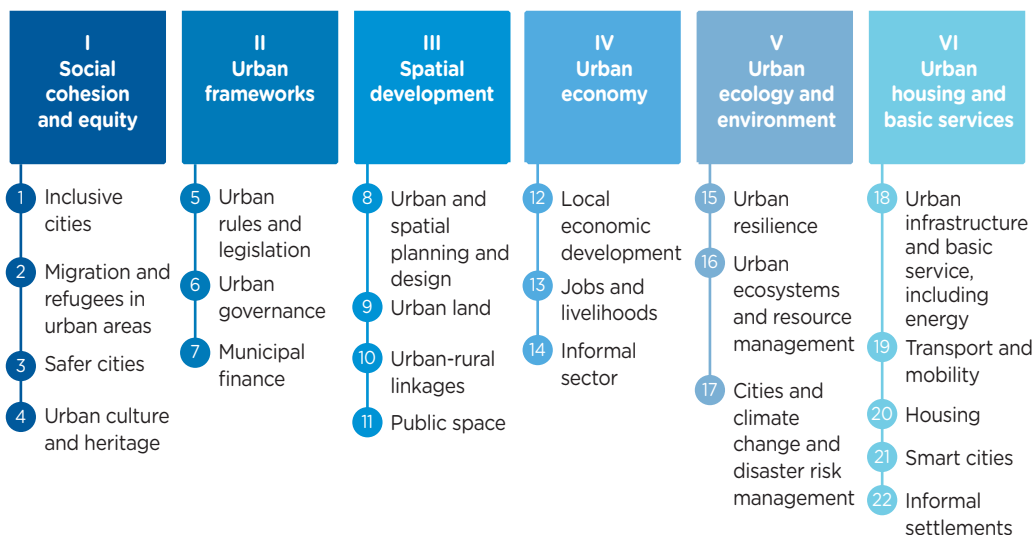 I
Social
cohesion
and equity
1
Inclusive
cities
2
Migration and
refugees in
urban areas
3
Safer cities
4
Urban culture
and heritage
II
Urban
frameworks
5
Urban
rules and
legislation
6
Urban
governance
7
Municipal
finance
III
Spatial
development
8
Urban and
spatial
planning and
design
9
Urban land
10
Urban-rural
linkages
11
Public space
IV
Urban
economy
12
Local
economic
development
13
Jobs and
livelihoods
14
Informal
sector
V
Urban
ecology and
environment
15
Urban
resilience
16
Urban
ecosystems
and resource
management
17
Cities and
climate
change and
disaster risk
management
VI
Urban
housing and
basic services
18
Urban
infrastructure
and basic
service,
including
energy
19
Transport and
mobility
20
Housing
21
Smart cities
22
Informal
settlements